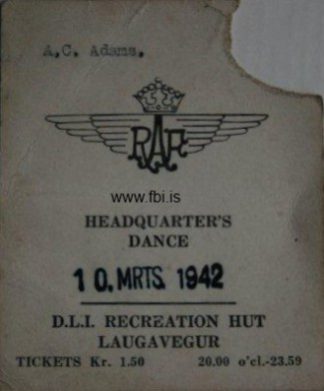 A.C. Adams.
RAF
www.fbi.is
HEADQUARTER'S
DANCE
10. MRTS. 1942
D.L.I. RECREATION HUT
LAUGAVEGUR
TICKETS Kr. 1.50 20.00 o'cl.-23.59